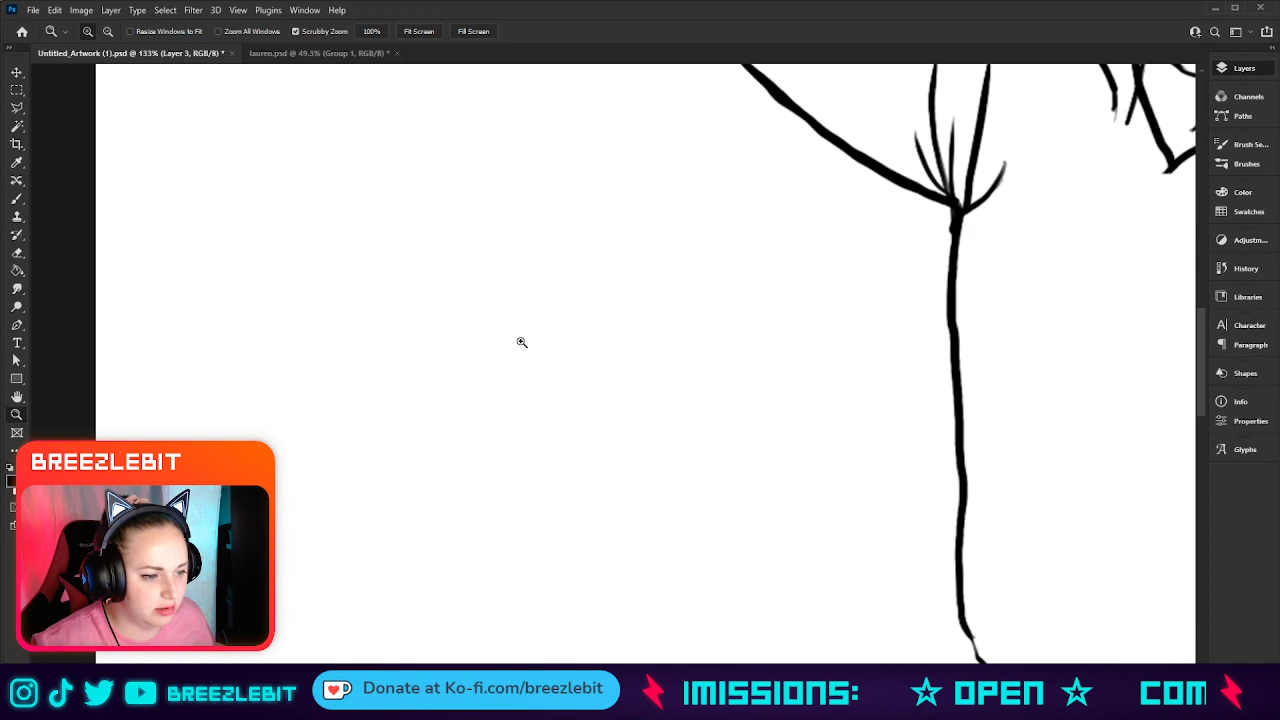 Ps File Edit Image Layer Type Select Filter 3D View Plugins Window Help
Resize Windows to Fit Zoom All Windows Scrubby Zoom 100% Fit Screen Fill Screen
Untitled_Artwork (1).psd @ 133% (Layer 3, RGB/8) * × lauren.psd @ 49.3% (Group 1, RGB/8) * ×
Layers
Channels
Paths
Brush Se...
Brushes
Color
Swatches
Adjustm...
History
Libraries
Character
Paragraph
Shapes
Info
Properties
Glyphs
BREEZLEBIT
BREEZLEBIT
Donate at Ko-fi.com/breezlebit
IMISSIONS: OPEN COM